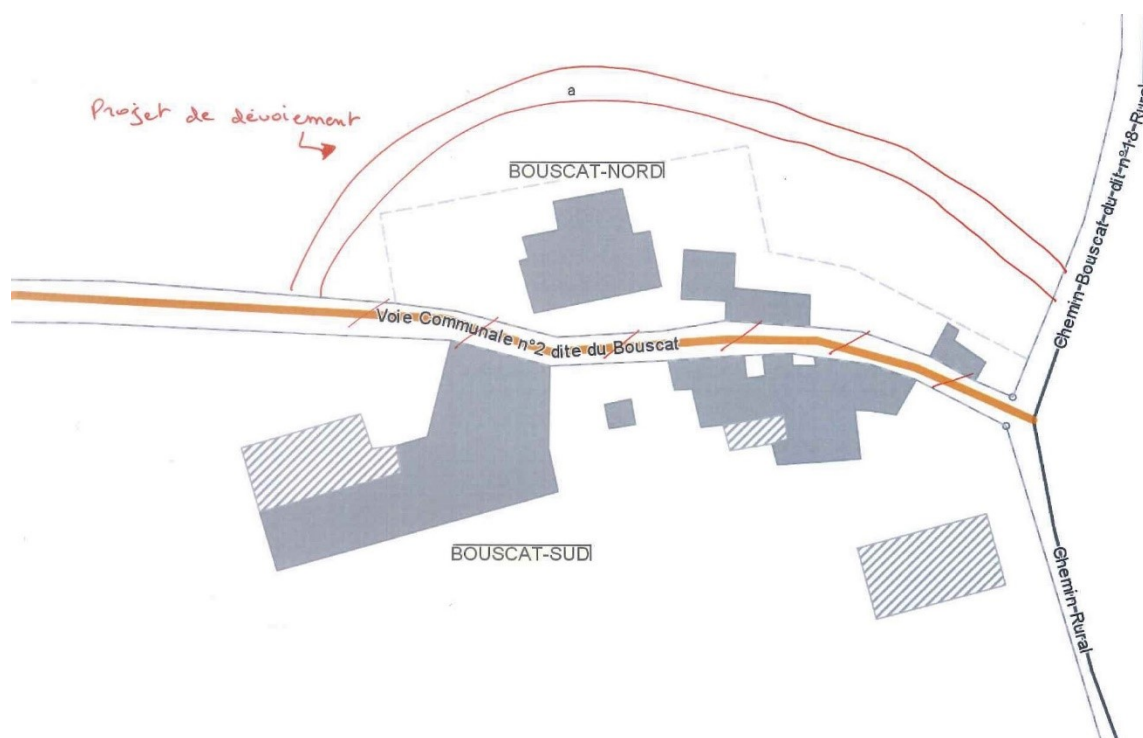 Projet de dévoiement
a
BOUSCAT-NORD
Chemin-Bouscat-du-dit-n°18-Rural
Voie Communale n°2 dite du Bouscat
BOUSCAT-SUD
Chemin-Rural